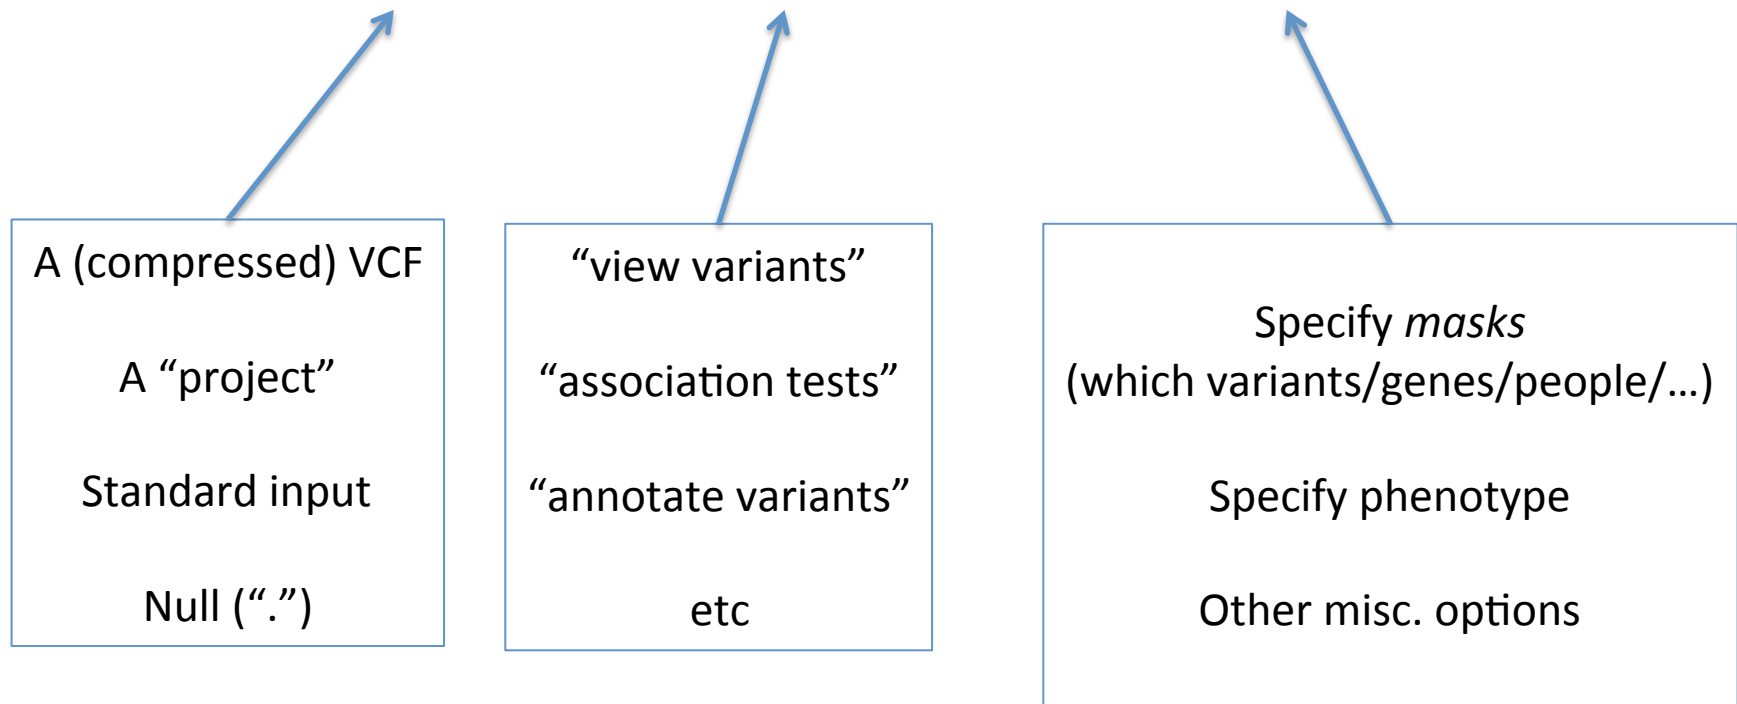 A (compressed) VCF
A “project”
Standard input
Null (“.”)
“view variants”
“association tests”
“annotate variants”
etc
Specify masks
(which variants/genes/people/…)
Specify phenotype
Other misc. options